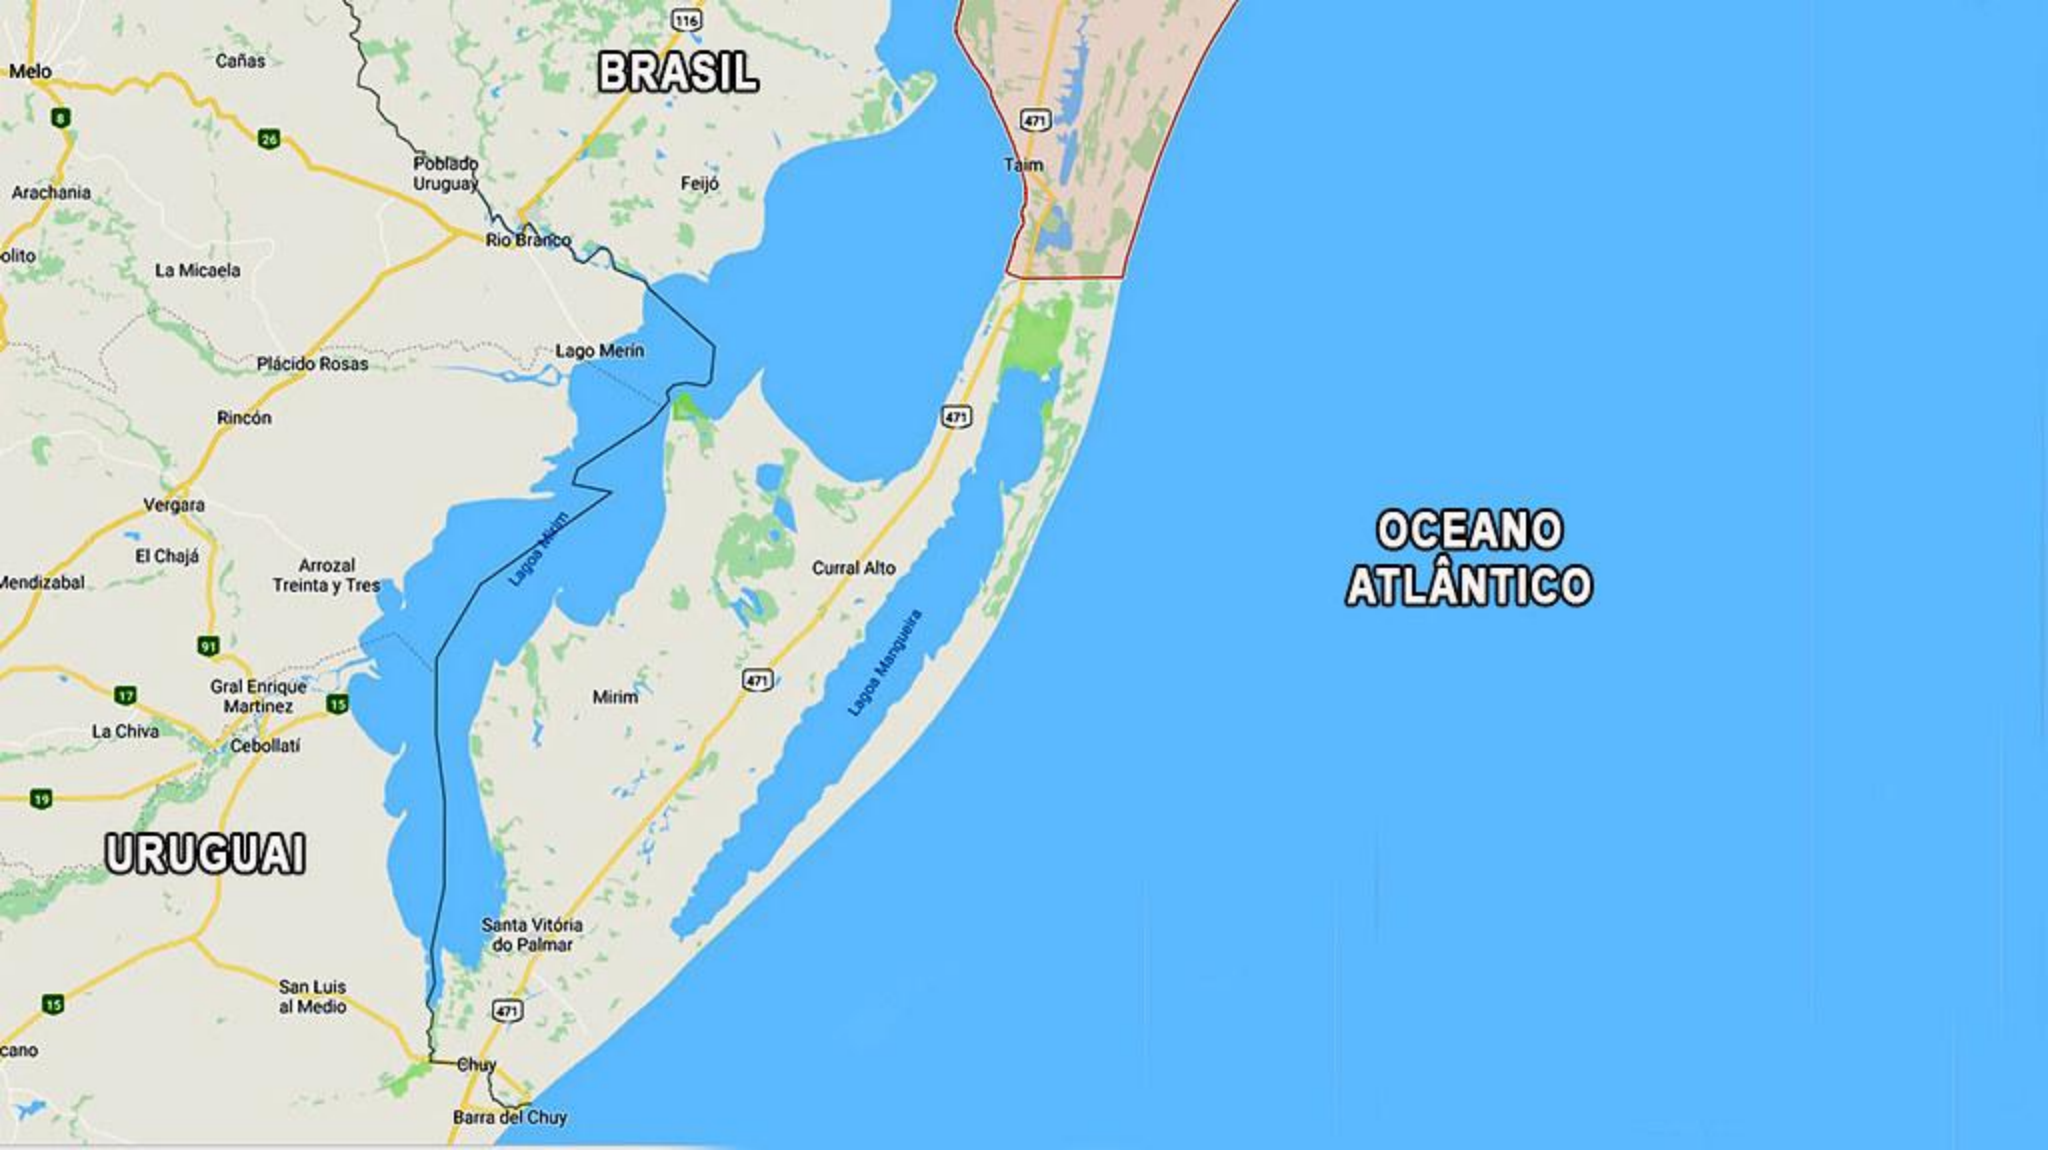 116
BRASIL
Cañas
Melo
8
26
471
Poblado
Uruguay
Feijó
Taim
Arachania
Rio Branco
olito
La Micaela
Lago Merin
Plácido Rosas
Rincón
471
Vergara
Lagoa Mirim
OCEANO
ATLÂNTICO
El Chajá
Arrozal
Treinta y Tres
Mendizabal
Curral Alto
91
Lagoa Mangueira
471
Gral Enrique
Martinez
17
15
Mirim
La Chiva
Cebollatí
19
URUGUAI
Santa Vitória
do Palmar
San Luis
al Medio
15
471
cano
Chuy
Barra del Chuy